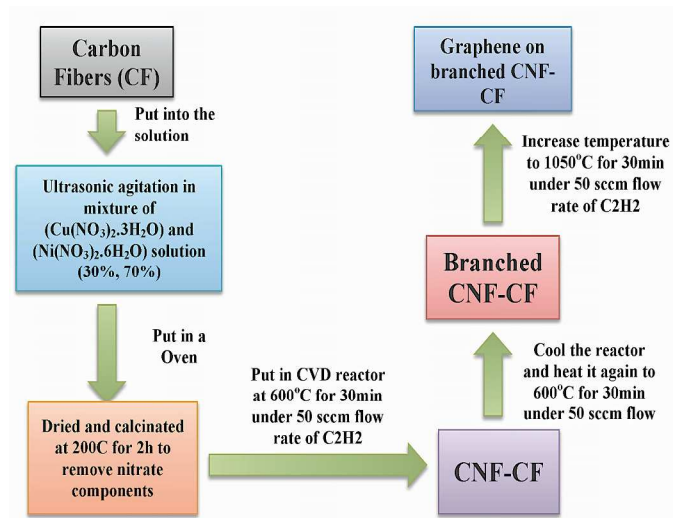 Carbon
Fibers (CF)
Put into the
solution
Ultrasonic agitation in
mixture of
(Cu(NO3)2.3H2O) and
(Ni(NO3)2.6H2O) solution
(30%, 70%)
Put in a
Oven
Dried and calcinated
at 200C for 2h to
remove nitrate
components
Put in CVD reactor
at 600°C for 30min
under 50 sccm flow
rate of C2H2
CNF-CF
Cool the reactor
and heat it again to
600°C for 30min
under 50 sccm flow
Branched
CNF-CF
Increase temperature
to 1050°C for 30min
under 50 sccm flow
rate of C2H2
Graphene on
branched CNF-
CF